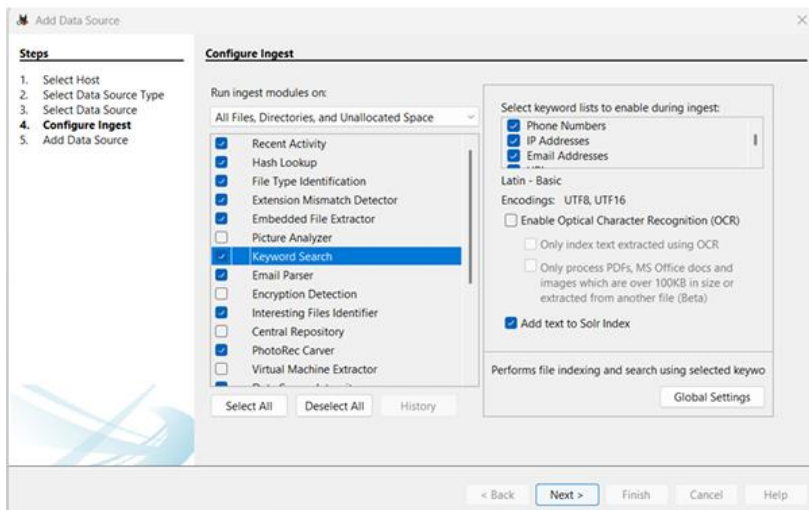 Add Data Source
Steps
1. Select Host
2. Select Data Source Type
3. Select Data Source
4. Configure Ingest
5. Add Data Source
Configure Ingest
Run ingest modules on:
All Files, Directories, and Unallocated Space
Recent Activity
Hash Lookup
File Type Identification
Extension Mismatch Detector
Embedded File Extractor
Picture Analyzer
Keyword Search
Email Parser
Encryption Detection
Interesting Files Identifier
Central Repository
PhotoRec Carver
Virtual Machine Extractor
Select All Deselect All History
Select keyword lists to enable during ingest:
Phone Numbers
IP Addresses
Email Addresses
Latin - Basic
Encodings: UTF8, UTF16
Enable Optical Character Recognition (OCR)
Only index text extracted using OCR
Only process PDFs, MS Office docs and
images which are over 100KB in size or
extracted from another file (Beta)
Add text to Solr Index
Performs file indexing and search using selected keywo
Global Settings
< Back Next > Finish Cancel Help